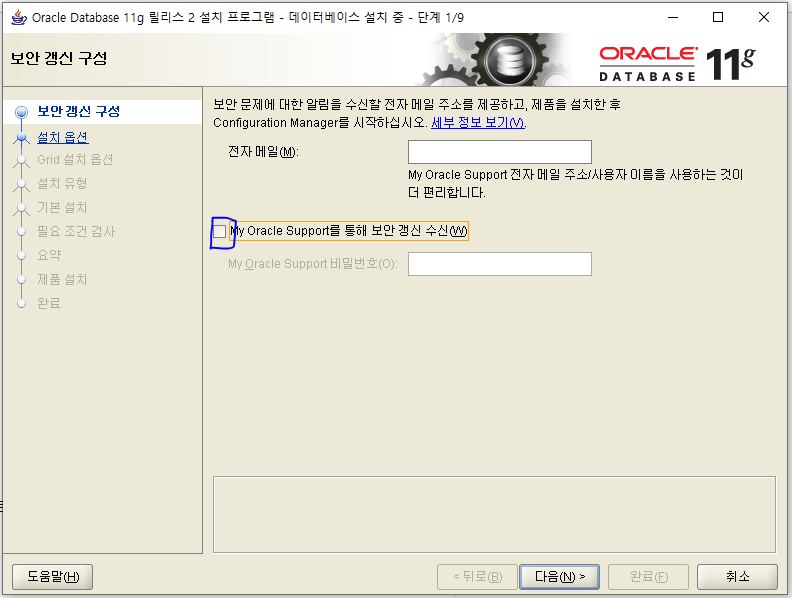 Oracle Database 11g 릴리스 2 설치 프로그램 - 데이터베이스 설치 중 - 단계 1/9
보안 갱신 구성
ORACLE
DATABASE 11g
보안 갱신 구성
설치 옵션
Grid 설치 옵션
설치 유형
기본 설치
필요 조건 검사
요약
제품 설치
완료
보안 문제에 대한 알림을 수신할 전자 메일 주소를 제공하고, 제품을 설치한 후
Configuration Manager를 시작하십시오. 세부 정보 보기(V).
전자 메일(M):
My Oracle Support 전자 메일 주소/사용자 이름을 사용하는 것이
더 편리합니다.
My Oracle Support를 통해 보안 갱신 수신(W)
My Oracle Support 비밀번호(O):
도움말(H)
< 뒤로(B)
다음(N) >
완료(F)
취소